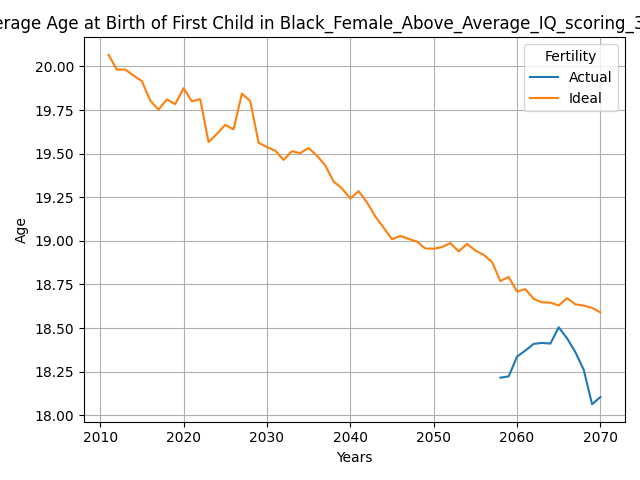 erage Age at Birth of First Child in Black_Female_Above_Average_IQ_scoring_3
Fertility
Actual
Ideal
20.00
19.75
19.50
19.25
19.00
18.75
18.50
18.25
18.00
Age
2010 2020 2030 2040 2050 2060 2070
Years